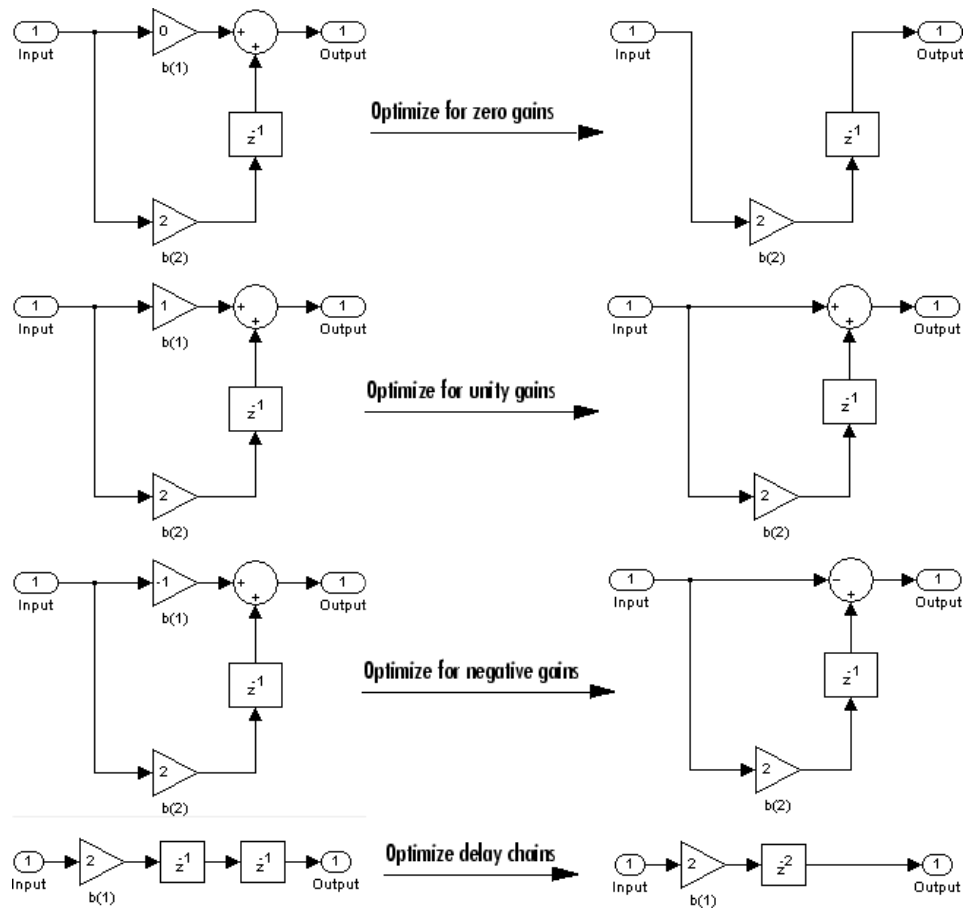 1 0 + + 1
Input b(1) Output
z-1
2
b(2)
Optimize for zero gains
1 1
Input Output
z-1
2
b(2)
1 1 + + 1
Input b(1) Output
z-1
2
b(2)
Optimize for unity gains
1 + + 1
Input Output
z-1
2
b(2)
1 -1 + + 1
Input b(1) Output
z-1
2
b(2)
Optimize for negative gains
1 − + 1
Input Output
z-1
2
b(2)
1 2 z-1 z-1 1
Input b(1) Output
Optimize delay chains
1 2 z-2 1
Input b(1) Output